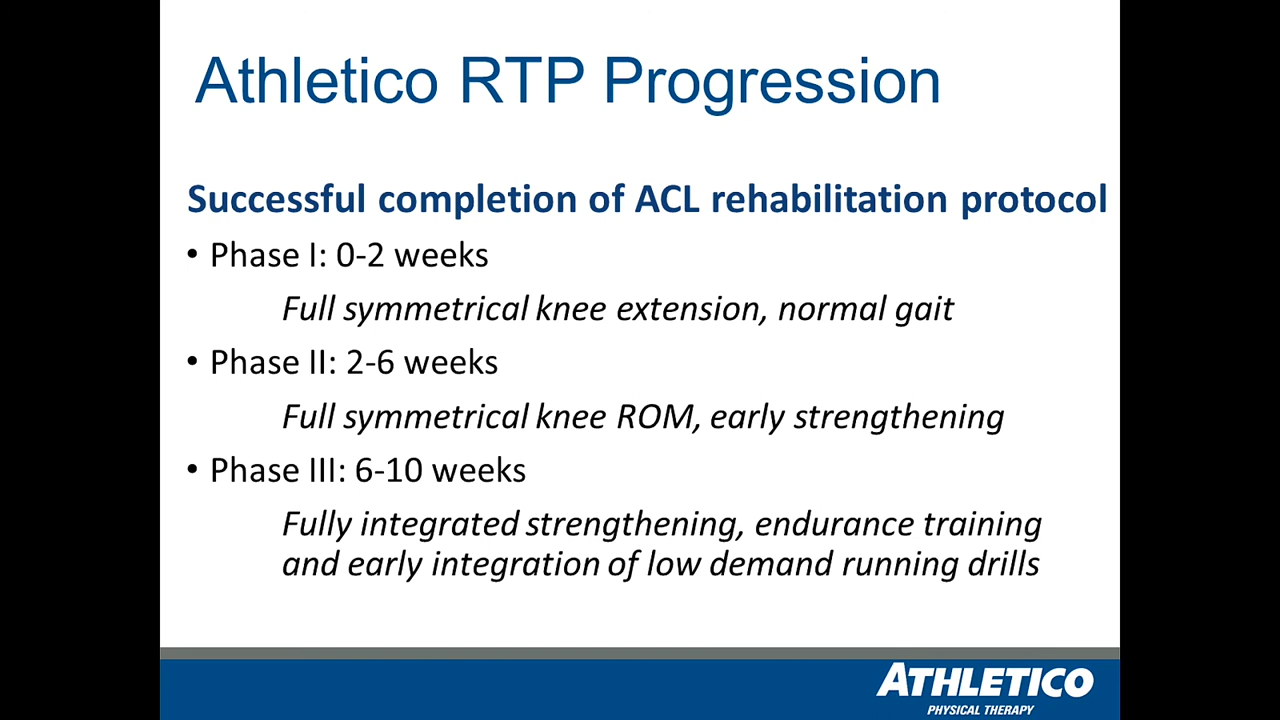 Athletico RTP Progression
Successful completion of ACL rehabilitation protocol
• Phase I: 0-2 weeks
Full symmetrical knee extension, normal gait
• Phase II: 2-6 weeks
Full symmetrical knee ROM, early strengthening
• Phase III: 6-10 weeks
Fully integrated strengthening, endurance training
and early integration of low demand running drills
ATHLETICO
PHYSICAL THERAPY